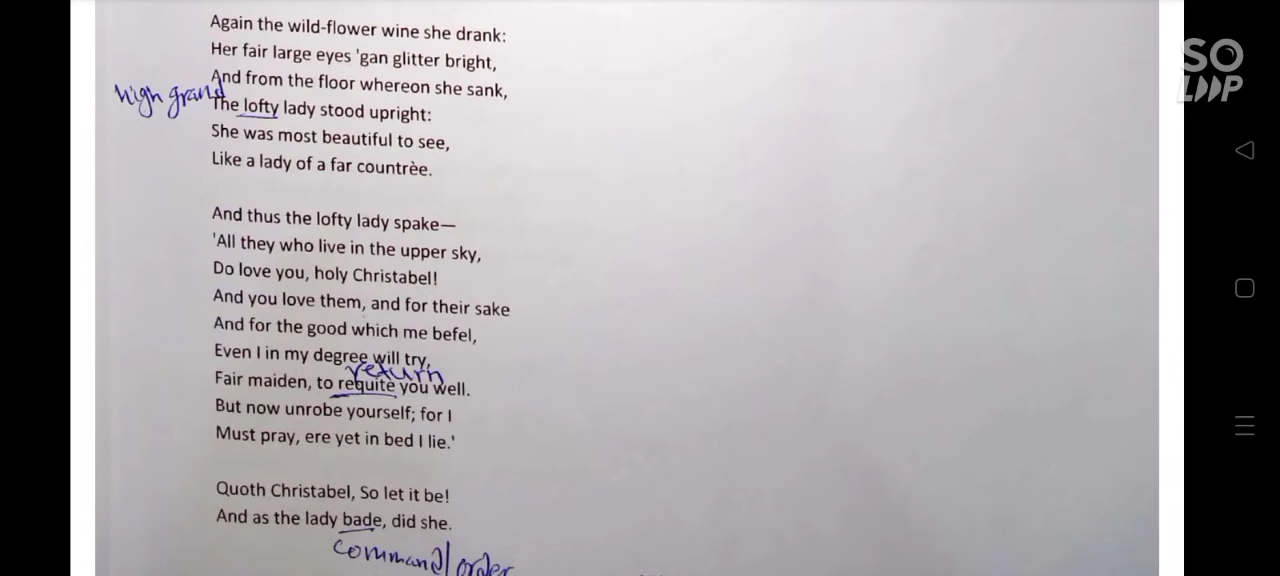 Again the wild-flower wine she drank:
Her fair large eyes 'gan glitter bright,
And from the floor whereon she sank,
high grand
The lofty lady stood upright:
She was most beautiful to see,
Like a lady of a far countrèe.
And thus the lofty lady spake—
'All they who live in the upper sky,
Do love you, holy Christabel!
And you love them, and for their sake
And for the good which me befel,
Even I in my degree will try,
return
Fair maiden, to requite you well.
But now unrobe yourself; for I
Must pray, ere yet in bed I lie.'
Quoth Christabel, So let it be!
And as the lady bade, did she.
command/order
SO
LOOP